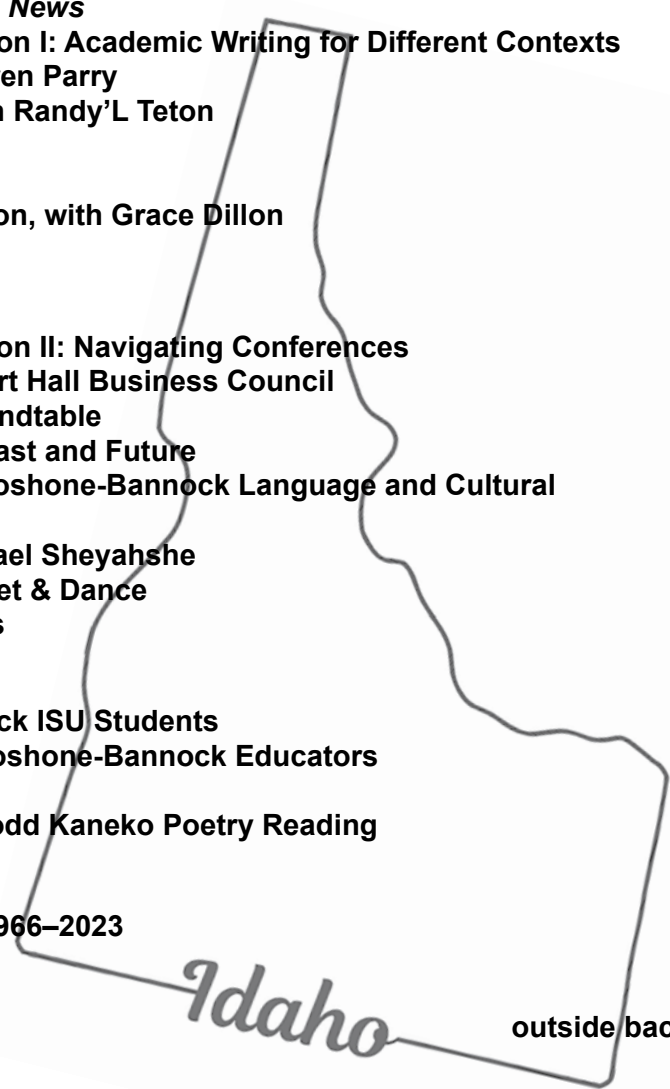 News
on I: Academic Writing for Different Contexts
en Parry
n Randy'L Teton
on, with Grace Dillon
on II: Navigating Conferences
rt Hall Business Council
ndtable
ast and Future
oshone-Bannock Language and Cultural
ael Sheyahshe
et & Dance
s
ck ISU Students
oshone-Bannock Educators
odd Kaneko Poetry Reading
966–2023
Idaho
outside bac